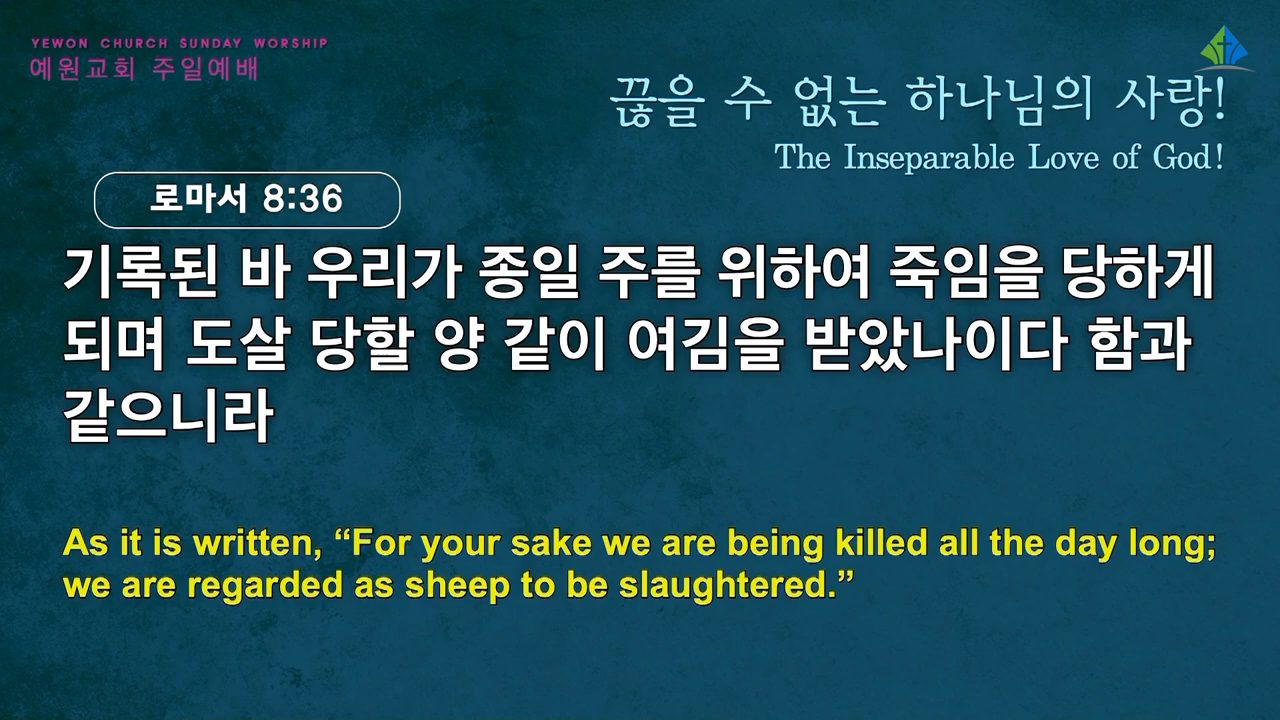 YEWON CHURCH SUNDAY WORSHIP
예원교회 주일예배
끊을 수 없는 하나님의 사랑!
The Inseparable Love of God!
로마서 8:36
기록된 바 우리가 종일 주를 위하여 죽임을 당하게
되며 도살 당할 양 같이 여김을 받았나이다 함과
같으니라
As it is written, “For your sake we are being killed all the day long;
we are regarded as sheep to be slaughtered.”